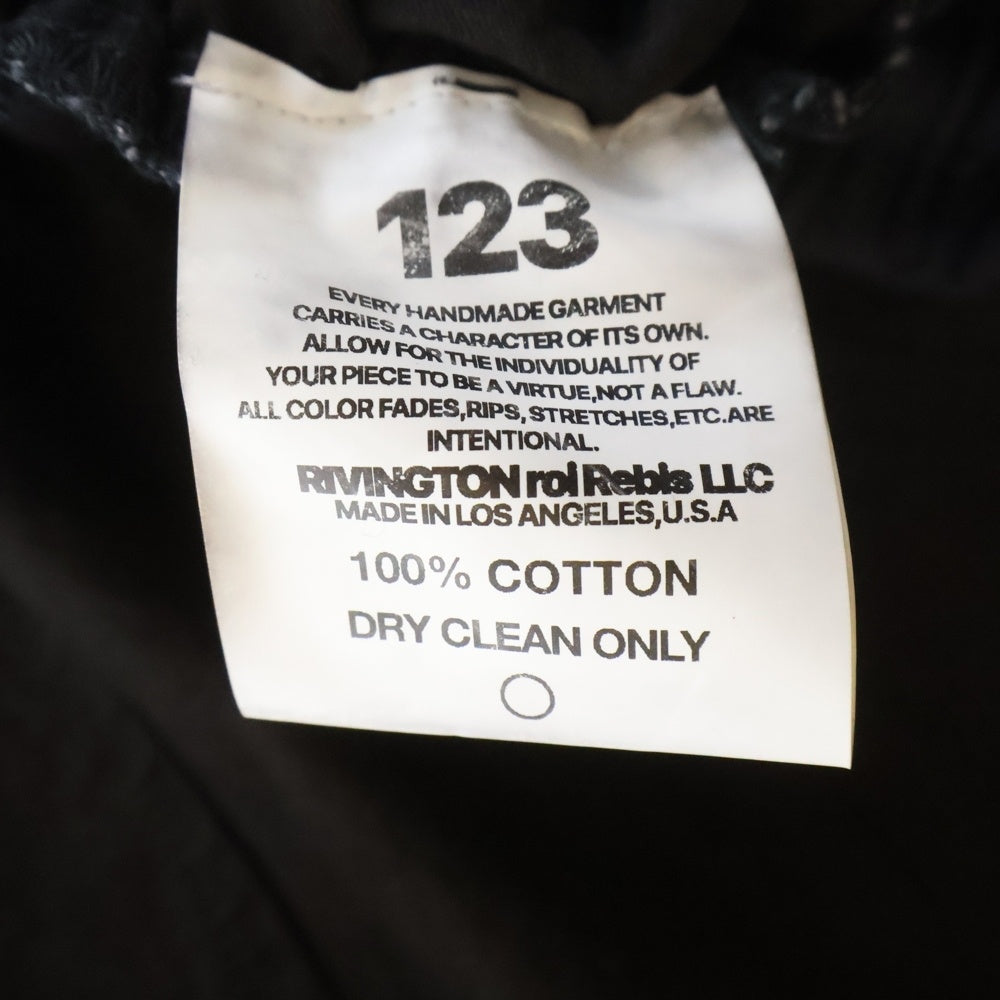 123
EVERY HANDMADE GARMENT
CARRIES A CHARACTER OF ITS OWN.
ALLOW FOR THE INDIVIDUALITY OF
YOUR PIECE TO BE A VIRTUE,NOT A FLAW.
ALL COLOR FADES,RIPS,STRETCHES,ETC.ARE
INTENTIONAL.
RIVINGTON roi Rebis LLC
MADE IN LOS ANGELES,U.S.A
100% COTTON
DRY CLEAN ONLY